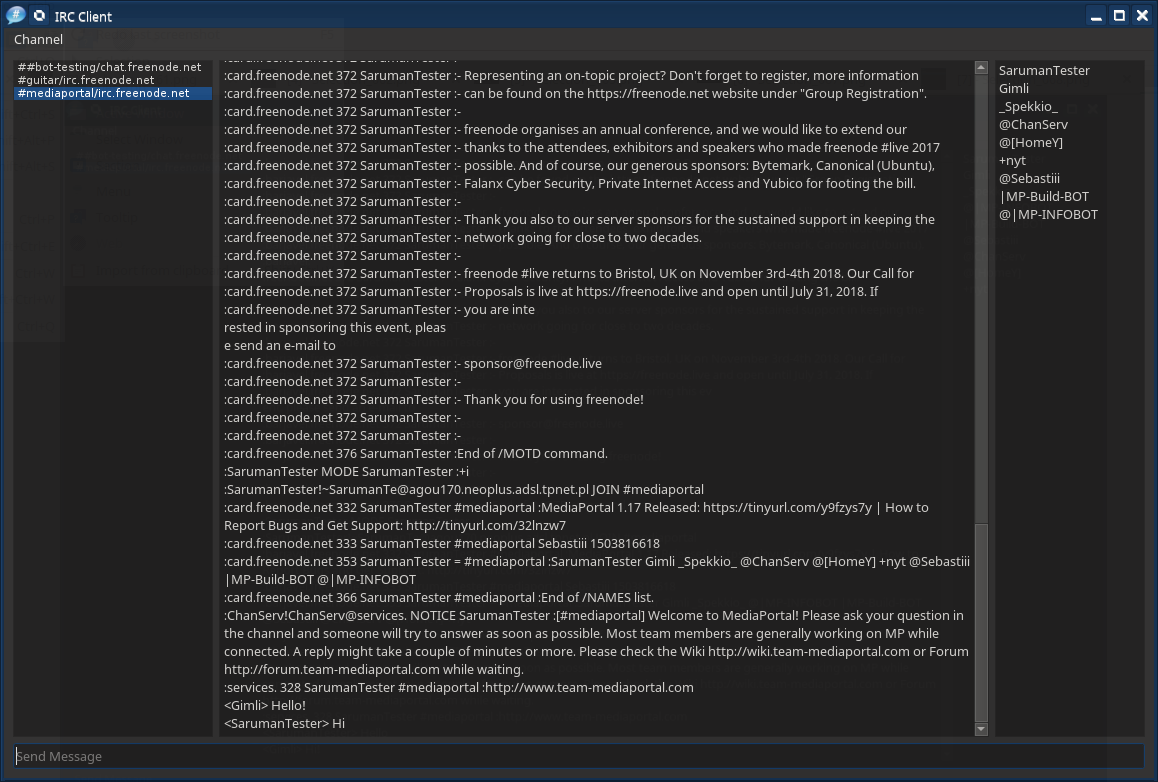 IRC Client
Channel
##bot-testing/chat.freenode.net
#guitar/irc.freenode.net
#mediaportal/irc.freenode.net
:card.freenode.net 372 SarumanTester :- Representing an on-topic project? Don't forget to register, more information
:card.freenode.net 372 SarumanTester :- can be found on the https://freenode.net website under "Group Registration".
:card.freenode.net 372 SarumanTester :-
:card.freenode.net 372 SarumanTester :- freenode organises an annual conference, and we would like to extend our
:card.freenode.net 372 SarumanTester :- thanks to the attendees, exhibitors and speakers who made freenode #live 2017
:card.freenode.net 372 SarumanTester :- possible. And of course, our generous sponsors: Bytemark, Canonical (Ubuntu),
:card.freenode.net 372 SarumanTester :- Falanx Cyber Security, Private Internet Access and Yubico for footing the bill.
:card.freenode.net 372 SarumanTester :-
:card.freenode.net 372 SarumanTester :- Thank you also to our server sponsors for the sustained support in keeping the
:card.freenode.net 372 SarumanTester :- network going for close to two decades.
:card.freenode.net 372 SarumanTester :-
:card.freenode.net 372 SarumanTester :- freenode #live returns to Bristol, UK on November 3rd-4th 2018. Our Call for
:card.freenode.net 372 SarumanTester :- Proposals is live at https://freenode.live and open until July 31, 2018. If
:card.freenode.net 372 SarumanTester :- you are inte
rested in sponsoring this event, pleas
e send an e-mail to
:card.freenode.net 372 SarumanTester :- sponsor@freenode.live
:card.freenode.net 372 SarumanTester :-
:card.freenode.net 372 SarumanTester :- Thank you for using freenode!
:card.freenode.net 372 SarumanTester :-
:card.freenode.net 372 SarumanTester :-
:card.freenode.net 376 SarumanTester :End of /MOTD command.
:SarumanTester MODE SarumanTester :+i
:SarumanTester!~SarumanTe@agou170.neoplus.adsl.tpnet.pl JOIN #mediaportal
:card.freenode.net 332 SarumanTester #mediaportal :MediaPortal 1.17 Released: https://tinyurl.com/y9fzys7y | How to
Report Bugs and Get Support: http://tinyurl.com/32lnzw7
:card.freenode.net 333 SarumanTester #mediaportal Sebastiii 1503816618
:card.freenode.net 353 SarumanTester = #mediaportal :SarumanTester Gimli _Spekkio_ @ChanServ @[HomeY] +nyt @Sebastiii
|MP-Build-BOT @|MP-INFOBOT
:card.freenode.net 366 SarumanTester #mediaportal :End of /NAMES list.
:ChanServ!ChanServ@services. NOTICE SarumanTester :[#mediaportal] Welcome to MediaPortal! Please ask your question in
the channel and someone will try to answer as soon as possible. Most team members are generally working on MP while
connected. A reply might take a couple of minutes or more. Please check the Wiki http://wiki.team-mediaportal.com or Forum
http://forum.team-mediaportal.com while waiting.
:services. 328 SarumanTester #mediaportal :http://www.team-mediaportal.com
<Gimli> Hello!
<SarumanTester> Hi
SarumanTester
Gimli
_Spekkio_
@ChanServ
@[HomeY]
+nyt
@Sebastiii
|MP-Build-BOT
@|MP-INFOBOT
Send Message